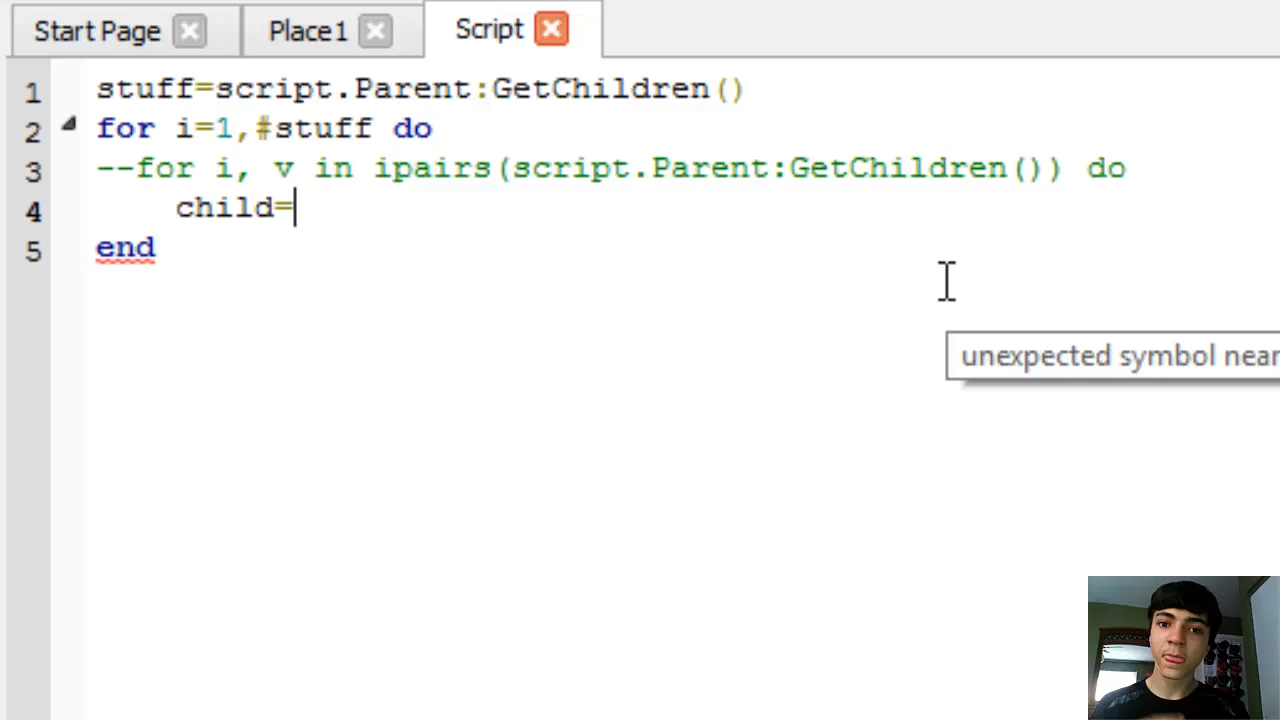 Start Page Place1 Script
1 stuff=script.Parent:GetChildren()
2 for i=1,#stuff do
3 --for i, v in ipairs(script.Parent:GetChildren()) do
4 child=
5 end
unexpected symbol near